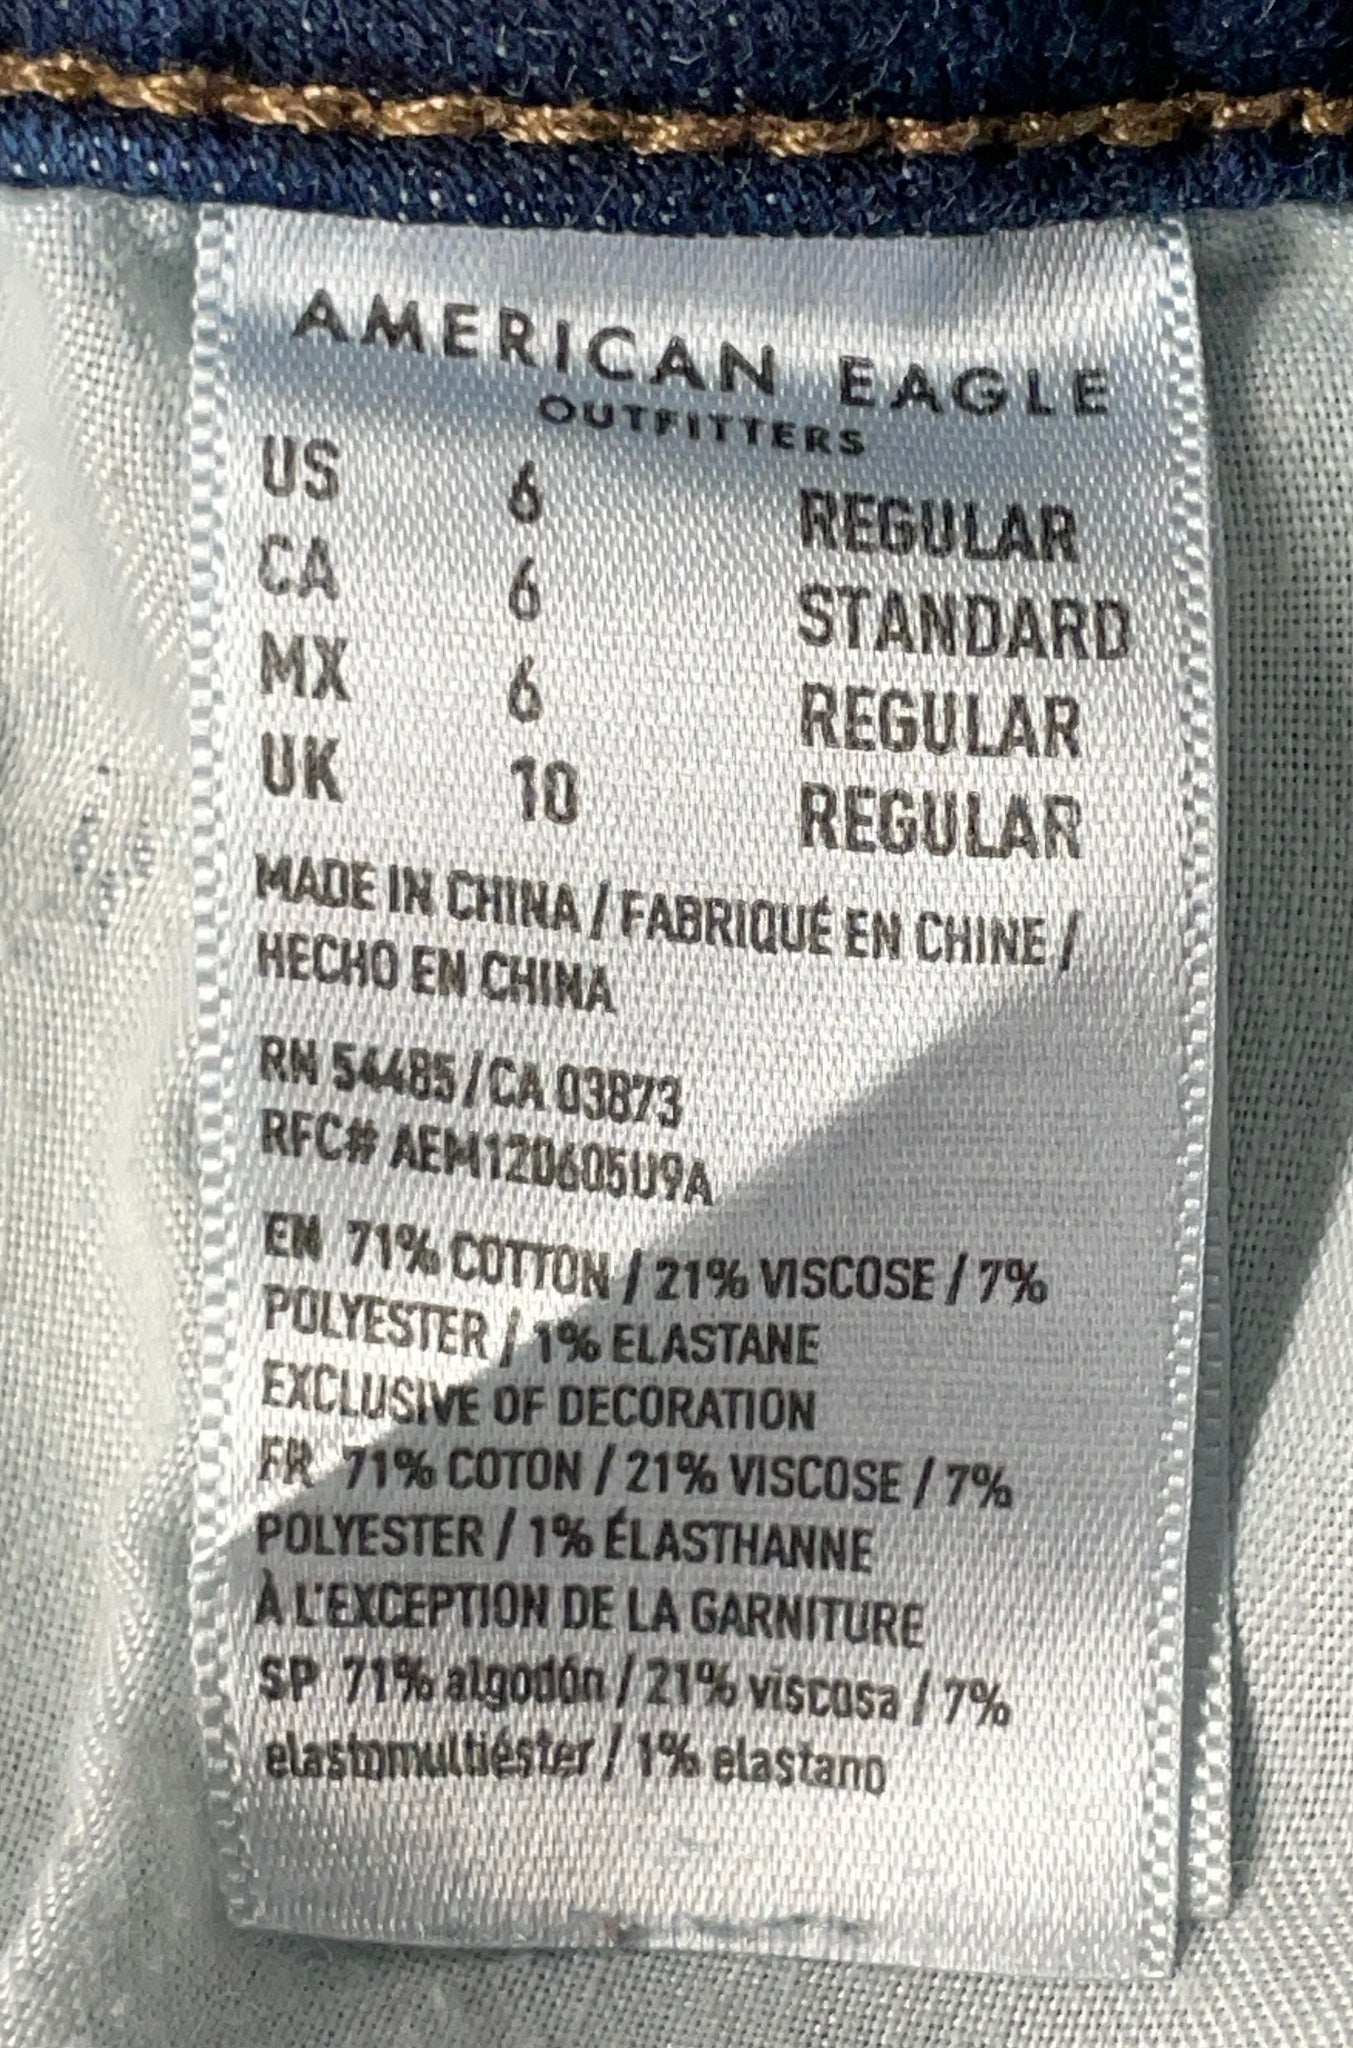 AMERICAN EAGLE
OUTFITTERS
US 6 REGULAR
CA 6 STANDARD
MX 6 REGULAR
UK 10 REGULAR
MADE IN CHINA / FABRIQUÉ EN CHINE /
HECHO EN CHINA
RN 54485 / CA 03873
RFC# AEM120605U9A
EN 71% COTTON / 21% VISCOSE / 7%
POLYESTER / 1% ELASTANE
EXCLUSIVE OF DECORATION
FR 71% COTON / 21% VISCOSE / 7%
POLYESTER / 1% ÉLASTHANNE
À L'EXCEPTION DE LA GARNITURE
SP 71% algodón / 21% viscosa / 7%
elastomultiéster / 1% elastano